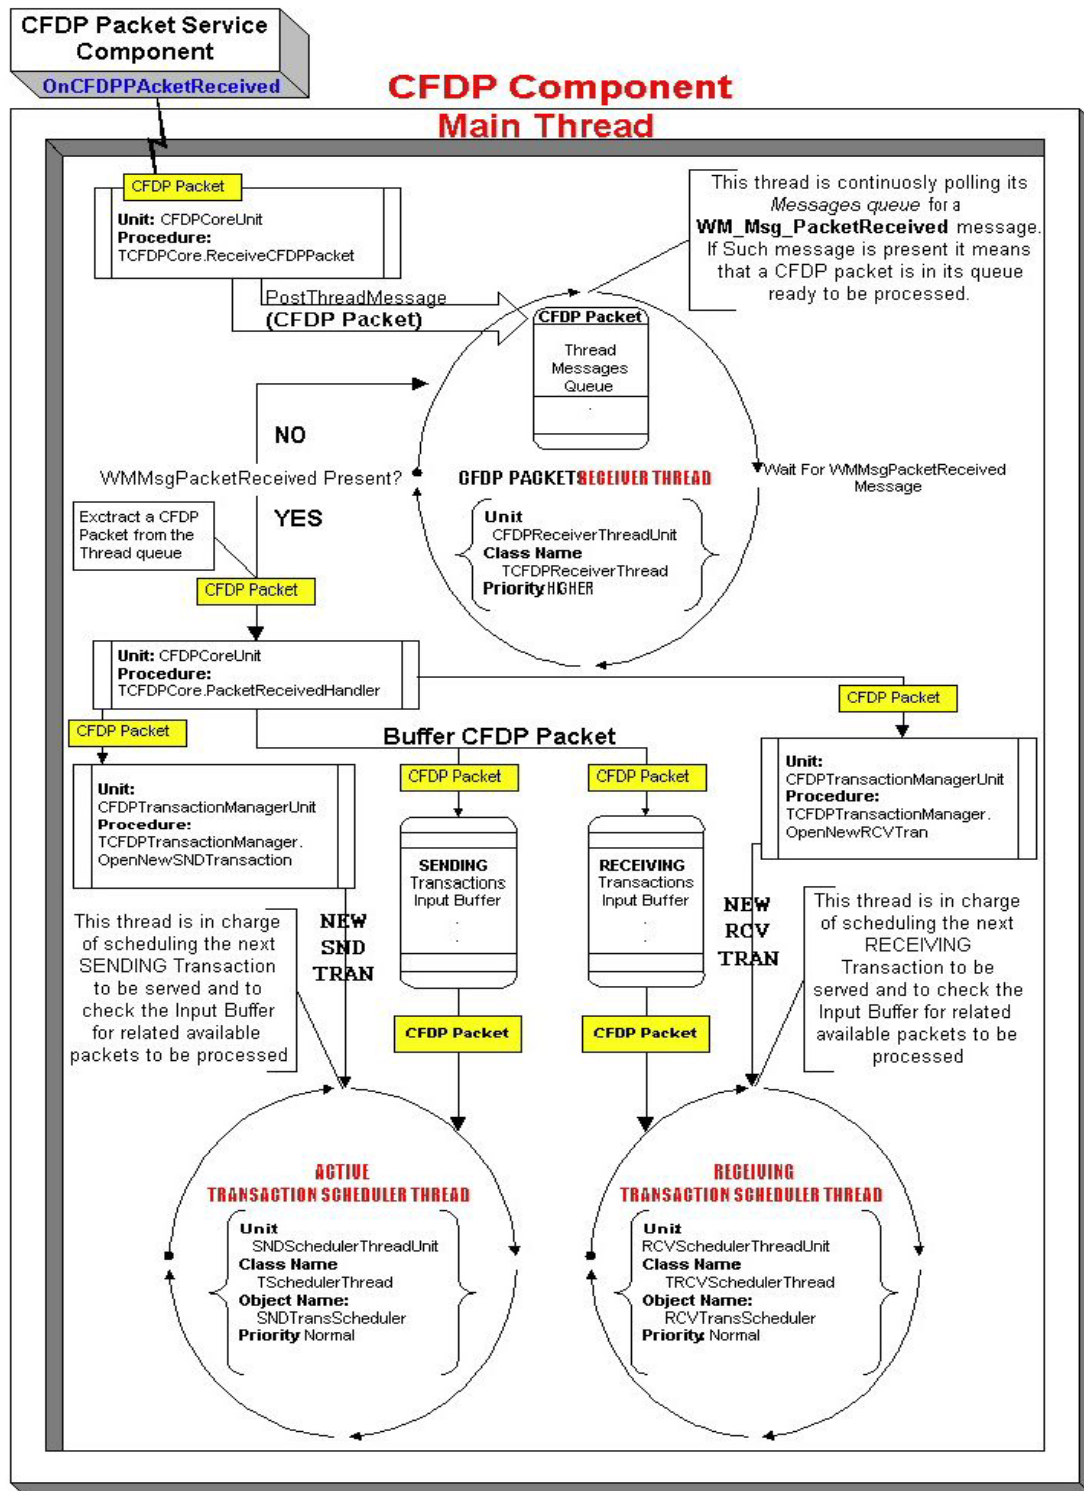 CFDP Packet Service
Component
OnCFDPPAcketReceived
CFDP Component
Main Thread
CFDP Packet
Unit: CFDPCoreUnit
Procedure:
TCFDPCore.ReceiveCFDPPacket
This thread is continuosly polling its
Messages queue for a
WM_Msg_PacketReceived message.
If Such message is present it means
that a CFDP packet is in its queue
ready to be processed.
PostThreadMessage
(CFDP Packet)
CFDP Packet
Thread
Messages
Queue
.
NO
WMMsgPacketReceived Present?
YES
CFDP PACKETS RECEIVER THREAD
Wait For WMMsgPacketReceived
Message
Exctract a CFDP
Packet from the
Thread queue
Unit
CFDPReceiverThreadUnit
Class Name
TCFDPReceiverThread
Priority: HIGHER
CFDP Packet
Unit: CFDPCoreUnit
Procedure:
TCFDPCore.PacketReceivedHandler
CFDP Packet
CFDP Packet
Buffer CFDP Packet
CFDP Packet
CFDP Packet
Unit:
CFDPTransactionManagerUnit
Procedure:
TCFDPTransactionManager.
OpenNewSNDTransaction
Unit:
CFDPTransactionManagerUnit
Procedure:
TCFDPTransactionManager.
OpenNewRCVTran
SENDING
Transactions
Input Buffer
.
.
RECEIVING
Transactions
Input Buffer
.
.
This thread is in charge
of scheduling the next
SENDING Transaction
to be served and to
check the Input Buffer
for related available
packets to be processed
NEW
SND
TRAN
NEW
RCV
TRAN
This thread is in charge
of scheduling the next
RECEIVING
Transaction to be
served and to check the
Input Buffer for related
available packets to be
processed
CFDP Packet
CFDP Packet
ACTIVE
TRANSACTION SCHEDULER THREAD
Unit
SNDSchedulerThreadUnit
Class Name
TSchedulerThread
Object Name:
SNDTransScheduler
Priority: Normal
RECEIVING
TRANSACTION SCHEDULER THREAD
Unit
RCVSchedulerThreadUnit
Class Name
TRCVSchedulerThread
Object Name:
RCVTransScheduler
Priority: Normal